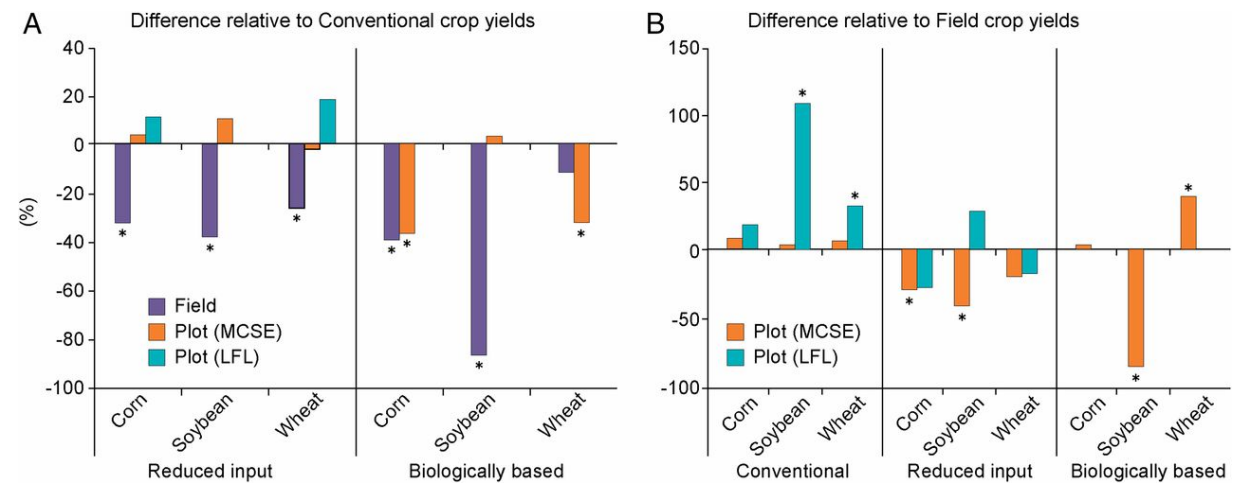 A
Difference relative to Conventional crop yields
40
20
0
-20
-40
-60
-80
-100
(%)
*
*
*
*
*
*
*
Field
Plot (MCSE)
Plot (LFL)
Corn
Soybean
Wheat
Corn
Soybean
Wheat
Reduced input
Biologically based
B
Difference relative to Field crop yields
150
100
50
0
-50
-100
*
*
*
*
*
*
Plot (MCSE)
Plot (LFL)
Corn
Soybean
Wheat
Corn
Soybean
Wheat
Corn
Soybean
Wheat
Conventional
Reduced input
Biologically based